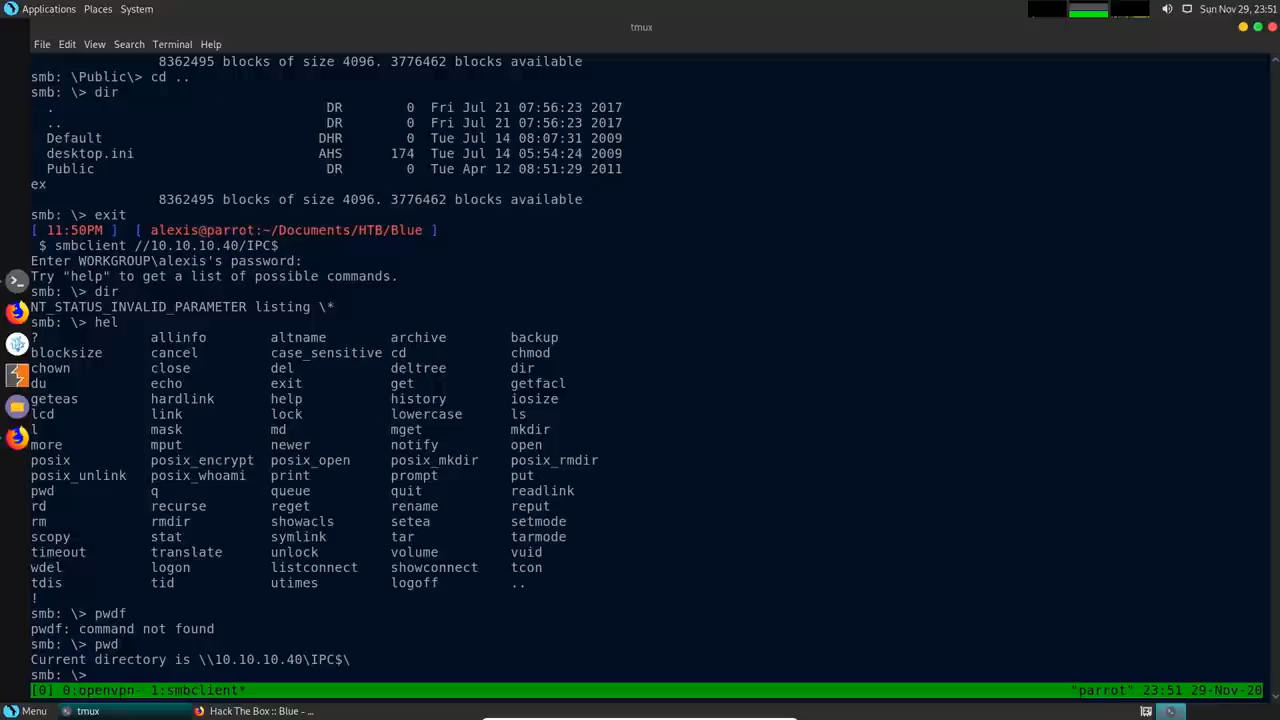 Applications Places System Sun Nov 29, 23:51
tmux
File Edit View Search Terminal Help
8362495 blocks of size 4096. 3776462 blocks available
smb: \Public\> cd ..
smb: \> dir
. DR 0 Fri Jul 21 07:56:23 2017
.. DR 0 Fri Jul 21 07:56:23 2017
Default DHR 0 Tue Jul 14 08:07:31 2009
desktop.ini AHS 174 Tue Jul 14 05:54:24 2009
Public DR 0 Tue Apr 12 08:51:29 2011
ex
8362495 blocks of size 4096. 3776462 blocks available
smb: \> exit
[ 11:50PM ] [ alexis@parrot:~/Documents/HTB/Blue ]
$ smbclient //10.10.10.40/IPC$
Enter WORKGROUP\alexis's password:
Try "help" to get a list of possible commands.
smb: \> dir
NT_STATUS_INVALID_PARAMETER listing \*
smb: \> hel
? allinfo altname archive backup
blocksize cancel case_sensitive cd chmod
chown close del deltree dir
du echo exit get getfacl
geteas hardlink help history iosize
lcd link lock lowercase ls
l mask md mget mkdir
more mput newer notify open
posix posix_encrypt posix_open posix_mkdir posix_rmdir
posix_unlink posix_whoami print prompt put
pwd q queue quit readlink
rd recurse reget rename reput
rm rmdir showacls setea setmode
scopy stat symlink tar tarmode
timeout translate unlock volume vuid
wdel logon listconnect showconnect tcon
tdis tid utimes logoff ..
!
smb: \> pwdf
pwdf: command not found
smb: \> pwd
Current directory is \\10.10.10.40\IPC$\
smb: \>
[0] 0:openvpn- 1:smbclient* "parrot" 23:51 29-Nov-20
Menu tmux Hack The Box :: Blue - ...